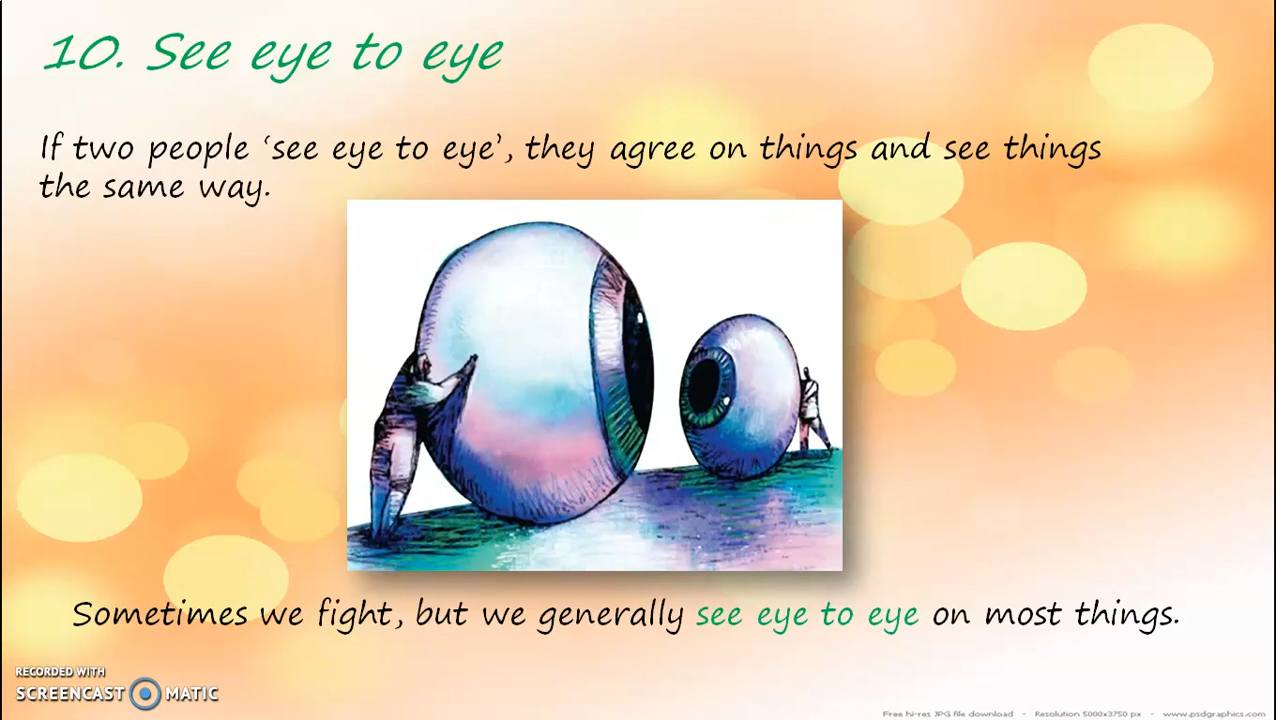 10. See eye to eye
If two people ‘see eye to eye’, they agree on things and see things
the same way.
Sometimes we fight, but we generally see eye to eye on most things.
RECORDED WITH
SCREENCAST MATIC
Free hi-res JPG file download - Resolution 5000x3750 px - www.psdgraphics.com